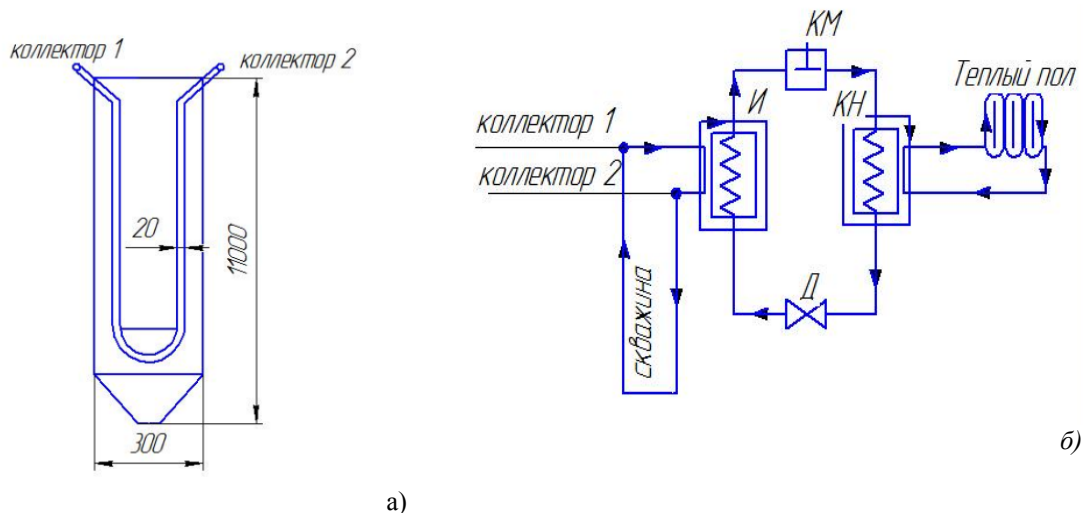 коллектор 1
коллектор 2
20
11000
300
а)
КМ
И
КН
Теплый пол
коллектор 1
коллектор 2
скважина
Д
б)